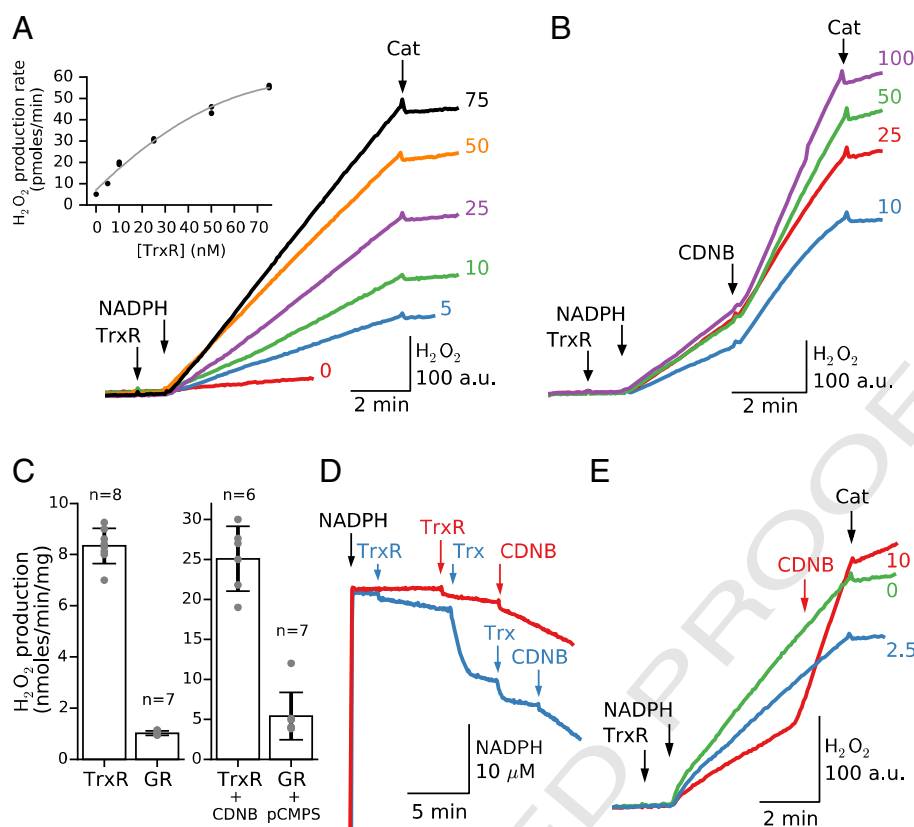 A
Cat
60
50
40
30
20
10
0
H2O2 production rate
(pmoles/min)
0 10 20 30 40 50 60 70
[TrxR] (nM)
75
50
25
10
5
0
NADPH
TrxR
H2O2
100 a.u.
2 min
B
Cat
100
50
25
10
CDNB
NADPH
TrxR
H2O2
100 a.u.
2 min
C
n=8
n=7
10
8
6
4
2
0
H2O2 production
(nmoles/min/mg)
TrxR
GR
n=6
n=7
30
25
20
15
10
5
0
TrxR
+
CDNB
GR
+
pCMPS
D
NADPH
TrxR
TrxR
Trx
CDNB
Trx
CDNB
NADPH
10 μM
5 min
E
Cat
CDNB
10
0
2.5
NADPH
TrxR
H2O2
100 a.u.
2 min
ED PROOF